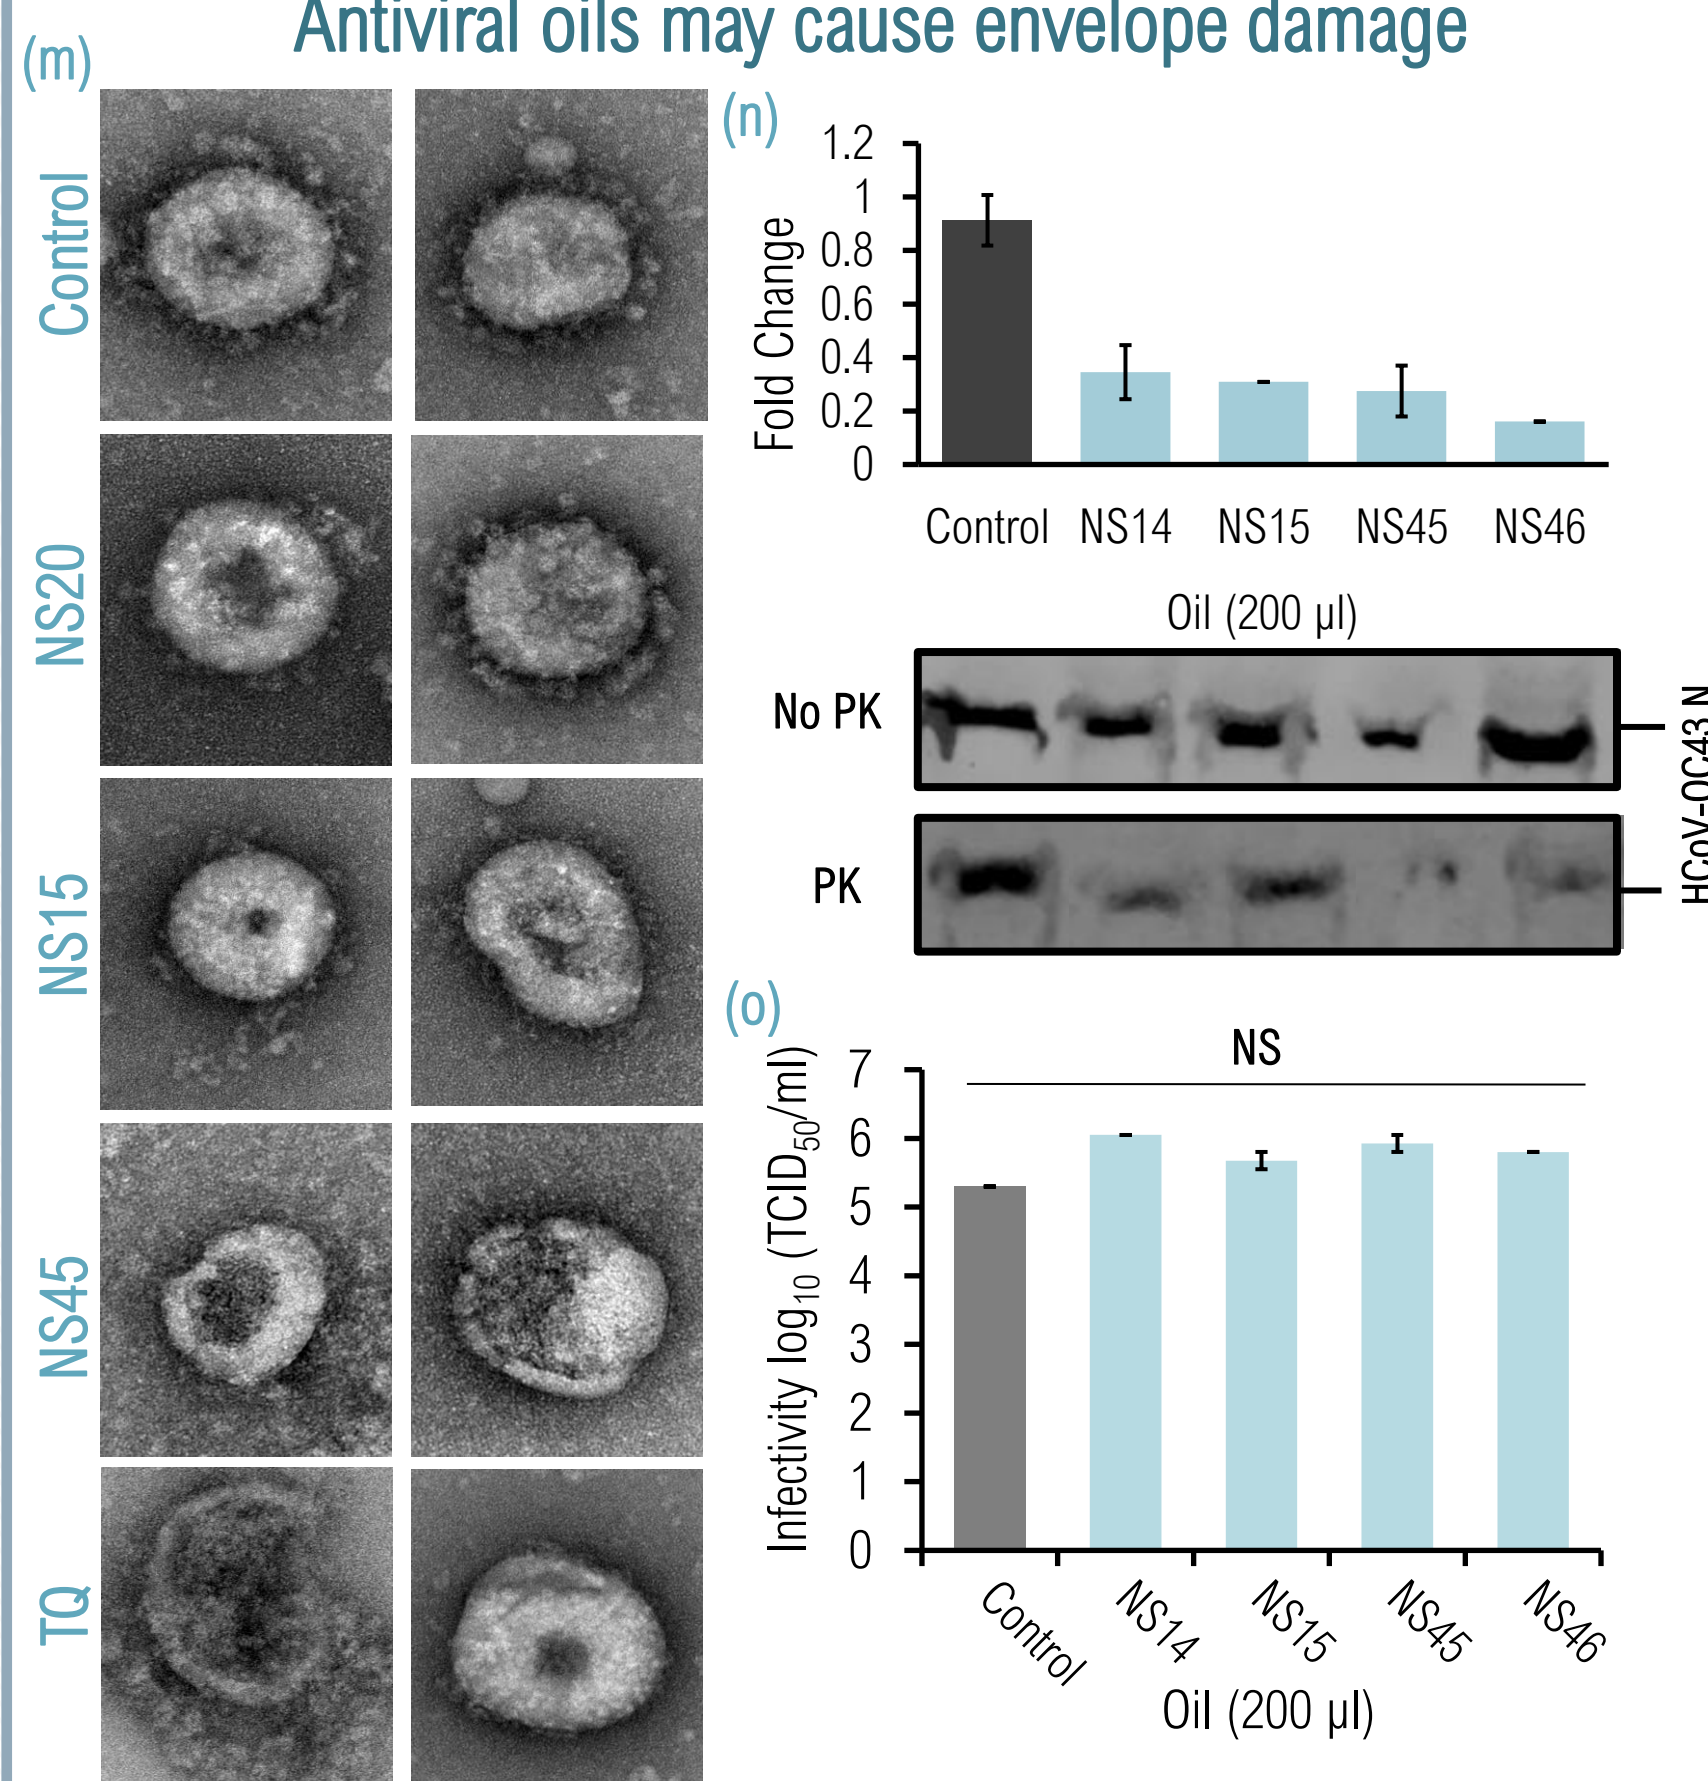 Antiviral oils may cause envelope damage
(m)
Control
NS20
NS15
NS45
TQ
(n)
Fold Change
1.2
1
0.8
0.6
0.4
0.2
0
Control NS14 NS15 NS45 NS46
Oil (200 µl)
No PK
PK
HCoV-OC43 N
(o)
NS
Infectivity log10 (TCID50/ml)
7
6
5
4
3
2
1
0
Control NS14 NS15 NS45 NS46
Oil (200 µl)